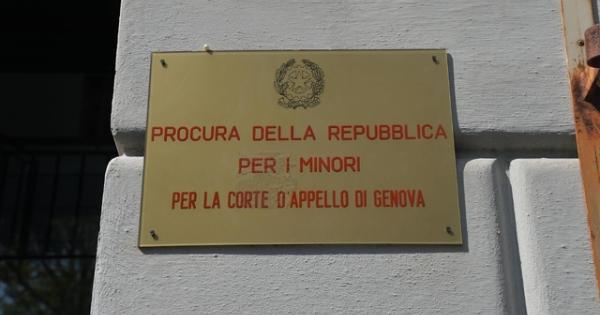 PROCURA DELLA REPUBBLICA
PER I MINORI
PER LA CORTE D'APPELLO DI GENOVA